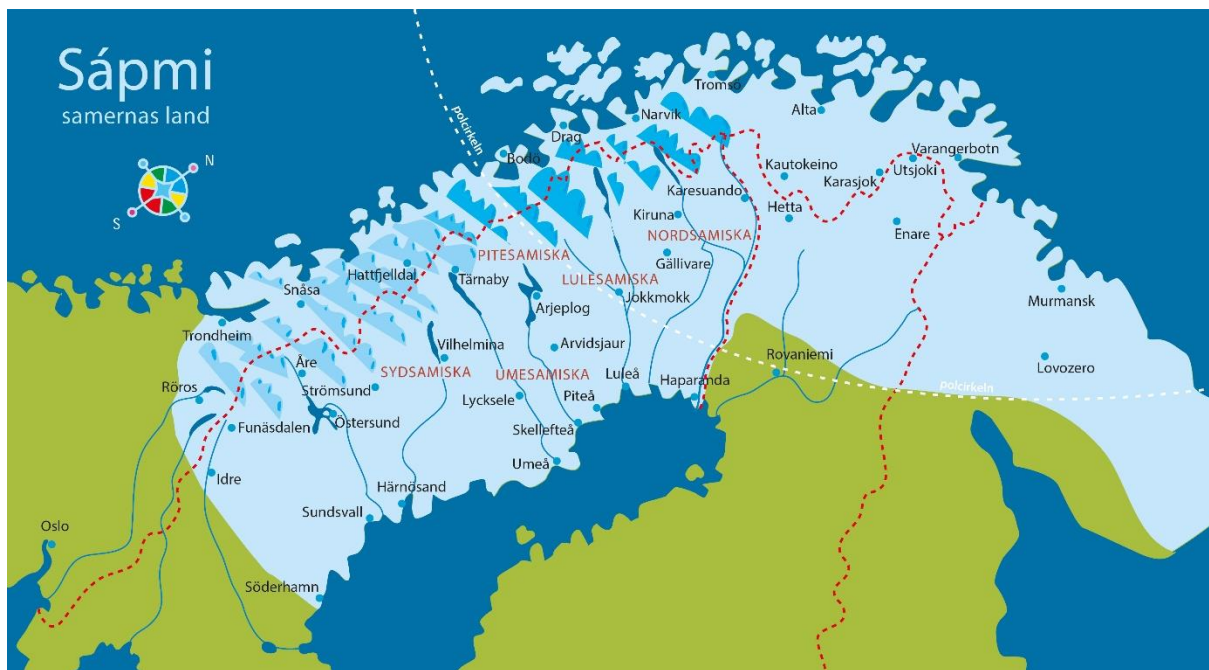 Sápmi
samernas land
N
S
polcirkeln
Tromsö
Alta
Narvik
Drag
Bodö
Varangerbotn
Kautokeino
Utsjoki
Karasjok
Karesuando
Hetta
Kiruna
Enare
NORDSAMISKA
PITESAMISKA
Gällivare
Hattfjelldal
Tärnaby
LULESAMISKA
Snåsa
Jokkmokk
Murmansk
Arjeplog
Trondheim
Vilhelmina
Arvidsjaur
Rovaniemi
Lovozero
Åre
SYDSAMISKA
UMESAMISKA
Luleå
Haparanda
polcirkeln
Röros
Strömsund
Lycksele
Piteå
Funäsdalen
Östersund
Skellefteå
Umeå
Idre
Härnösand
Sundsvall
Oslo
Söderhamn